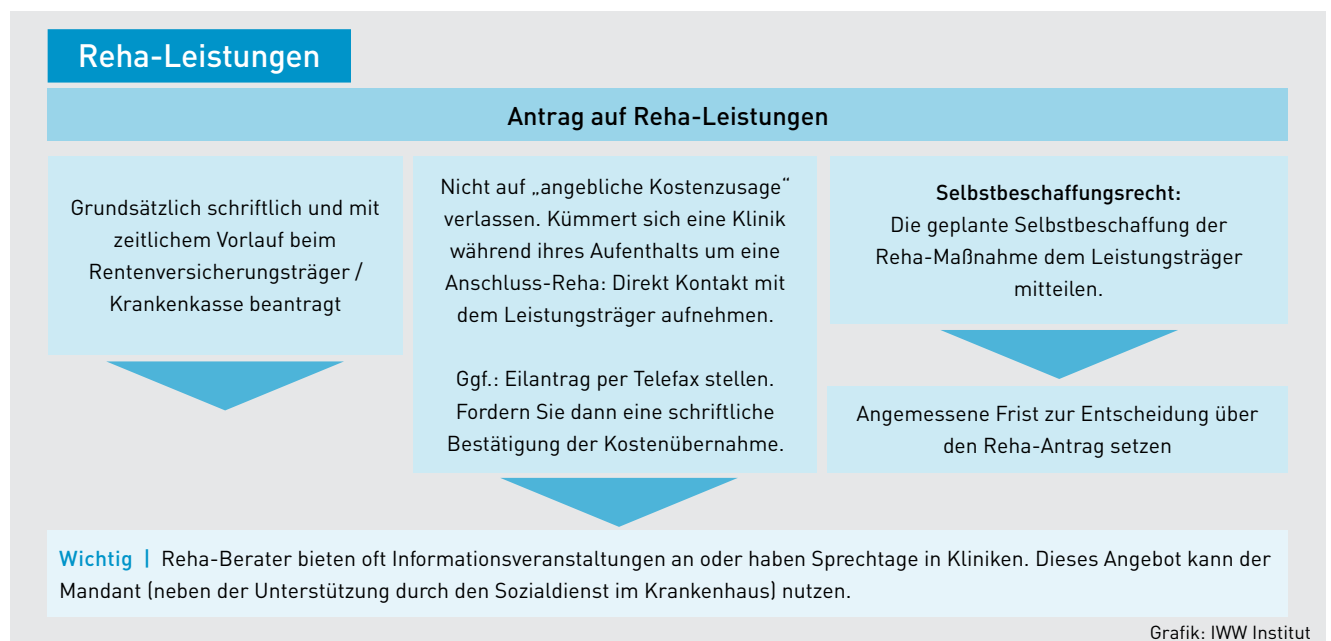 Reha-Leistungen
Antrag auf Reha-Leistungen
Grundsätzlich schriftlich und mit
zeitlichem Vorlauf beim
Rentenversicherungsträger /
Krankenkasse beantragt
Nicht auf „angebliche Kostenzusage“
verlassen. Kümmert sich eine Klinik
während ihres Aufenthalts um eine
Anschluss-Reha: Direkt Kontakt mit
dem Leistungsträger aufnehmen.
Ggf.: Eilantrag per Telefax stellen.
Fordern Sie dann eine schriftliche
Bestätigung der Kostenübernahme.
Selbstbeschaffungsrecht:
Die geplante Selbstbeschaffung der
Reha-Maßnahme dem Leistungsträger
mitteilen.
Angemessene Frist zur Entscheidung über
den Reha-Antrag setzen
Wichtig | Reha-Berater bieten oft Informationsveranstaltungen an oder haben Sprechtage in Kliniken. Dieses Angebot kann der
Mandant (neben der Unterstützung durch den Sozialdienst im Krankenhaus) nutzen.
Grafik: IWW Institut